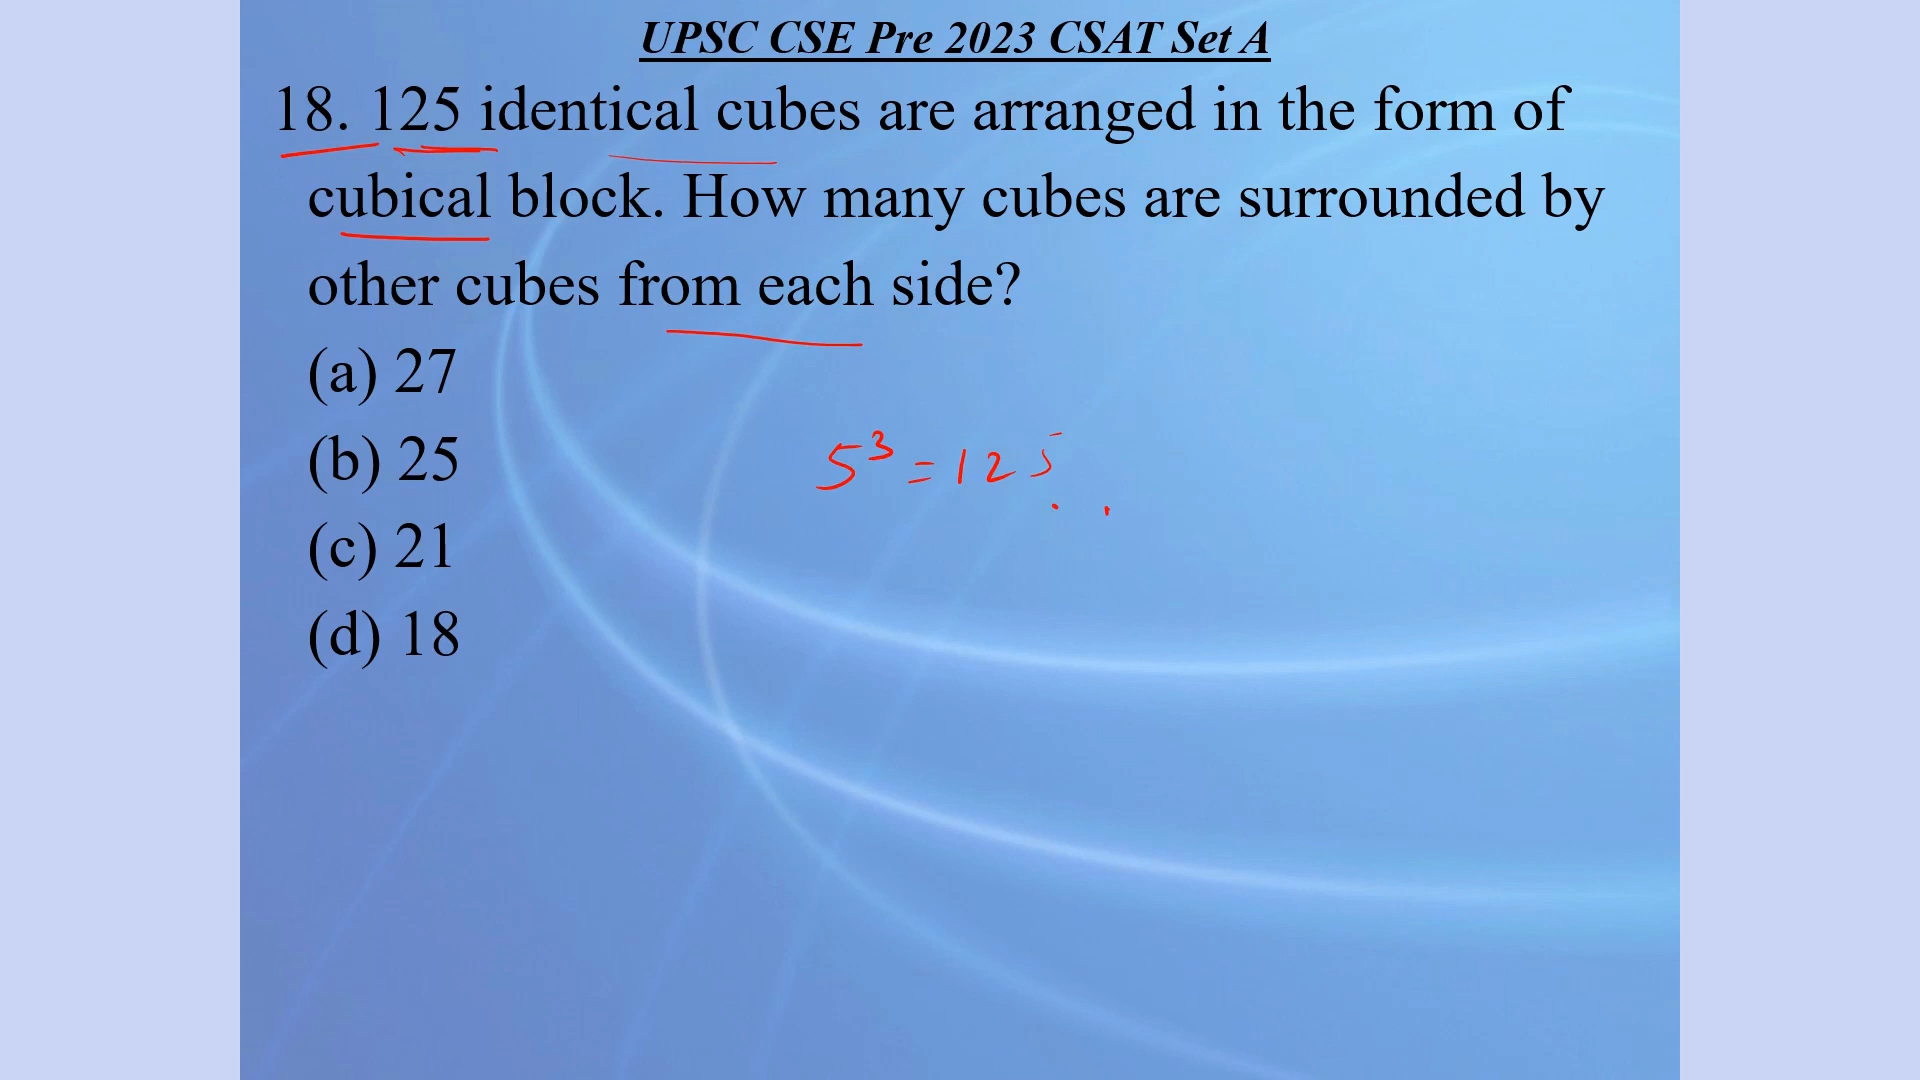 UPSC CSE Pre 2023 CSAT Set A
18. 125 identical cubes are arranged in the form of
cubical block. How many cubes are surrounded by
other cubes from each side?
(a) 27
(b) 25
5³ = 125
(c) 21
(d) 18